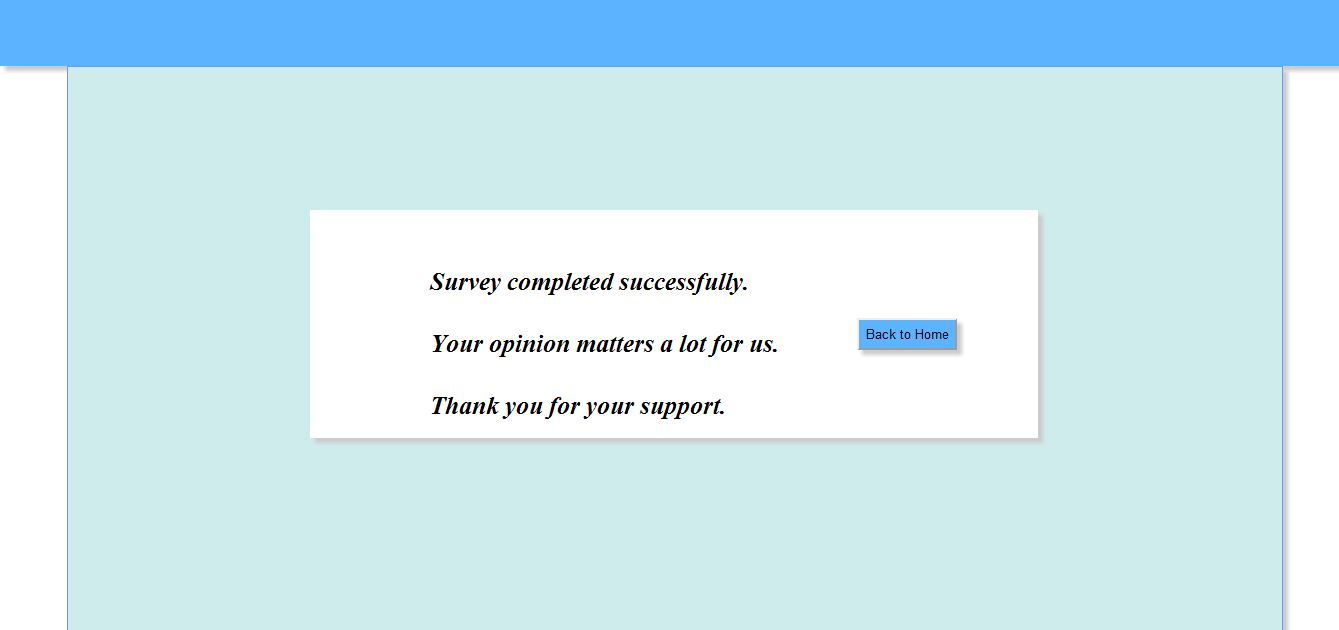 Survey completed successfully.
Your opinion matters a lot for us.
Back to Home
Thank you for your support.